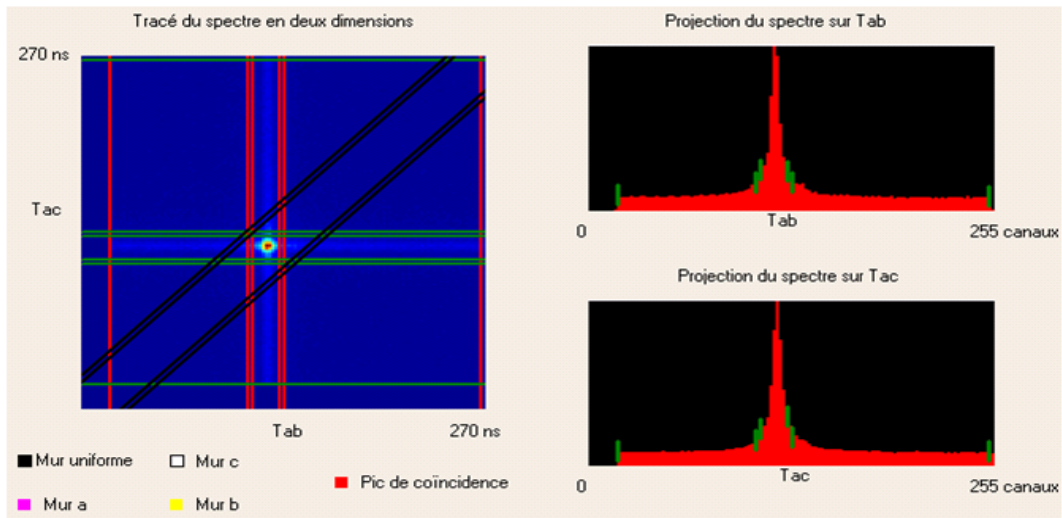 Tracé du spectre en deux dimensions
270 ns
Tac
Tab
270 ns
Mur uniforme
Mur c
Pic de coïncidence
Mur a
Mur b
Projection du spectre sur Tab
0
Tab
255 canaux
Projection du spectre sur Tac
0
Tac
255 canaux